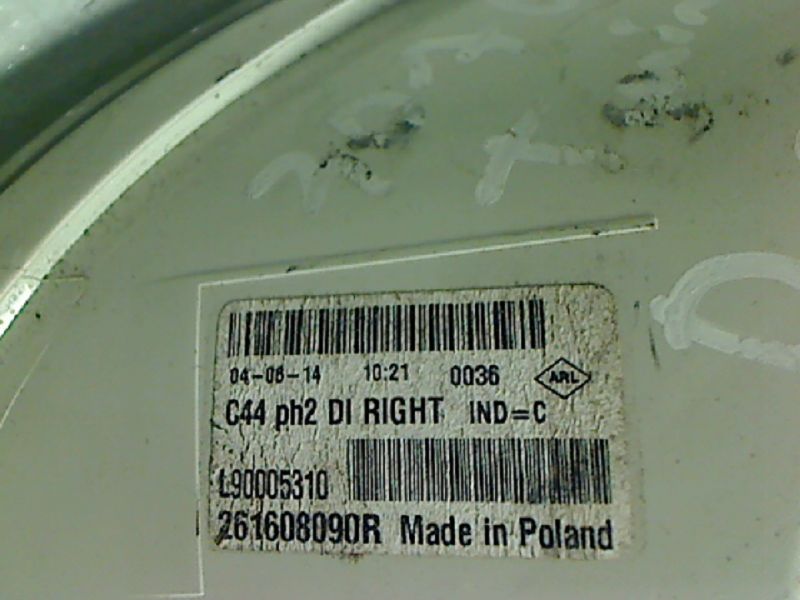 04-06-14 10:21 0036 ARL
C44 ph2 DI RIGHT IND=C
L90005310
261608090R Made in Poland